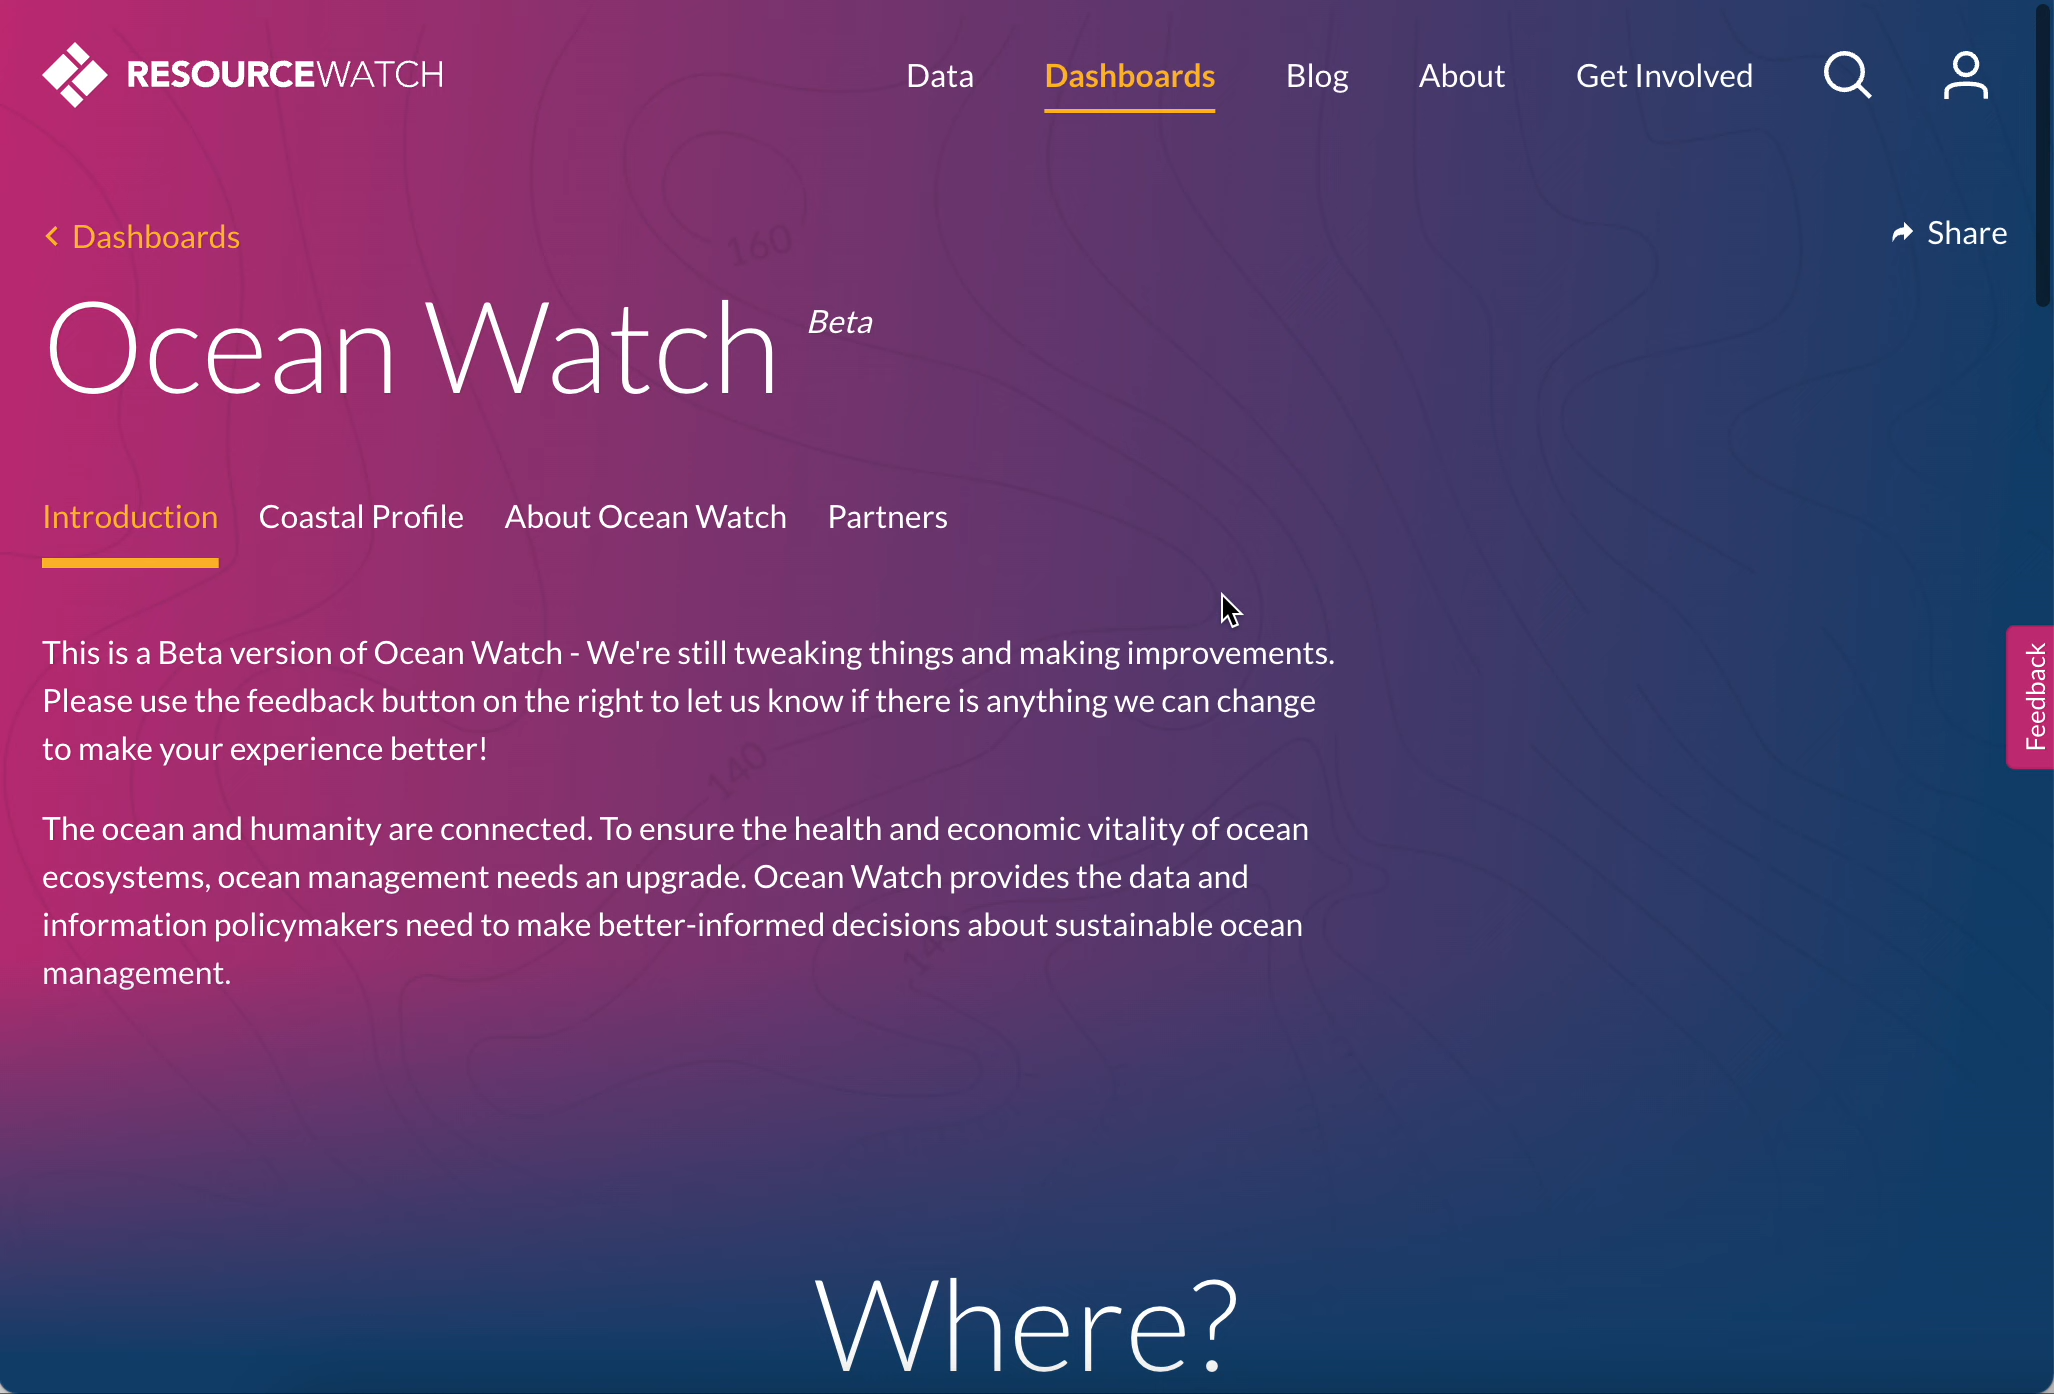 RESOURCEWATCH
Data
Dashboards
Blog
About
Get Involved
Dashboards
Share
160
Ocean Watch Beta
Introduction
Coastal Profile
About Ocean Watch
Partners
This is a Beta version of Ocean Watch - We're still tweaking things and making improvements.
Please use the feedback button on the right to let us know if there is anything we can change
to make your experience better!
Feedback
140
The ocean and humanity are connected. To ensure the health and economic vitality of ocean
ecosystems, ocean management needs an upgrade. Ocean Watch provides the data and
information policymakers need to make better-informed decisions about sustainable ocean
management.
Where?